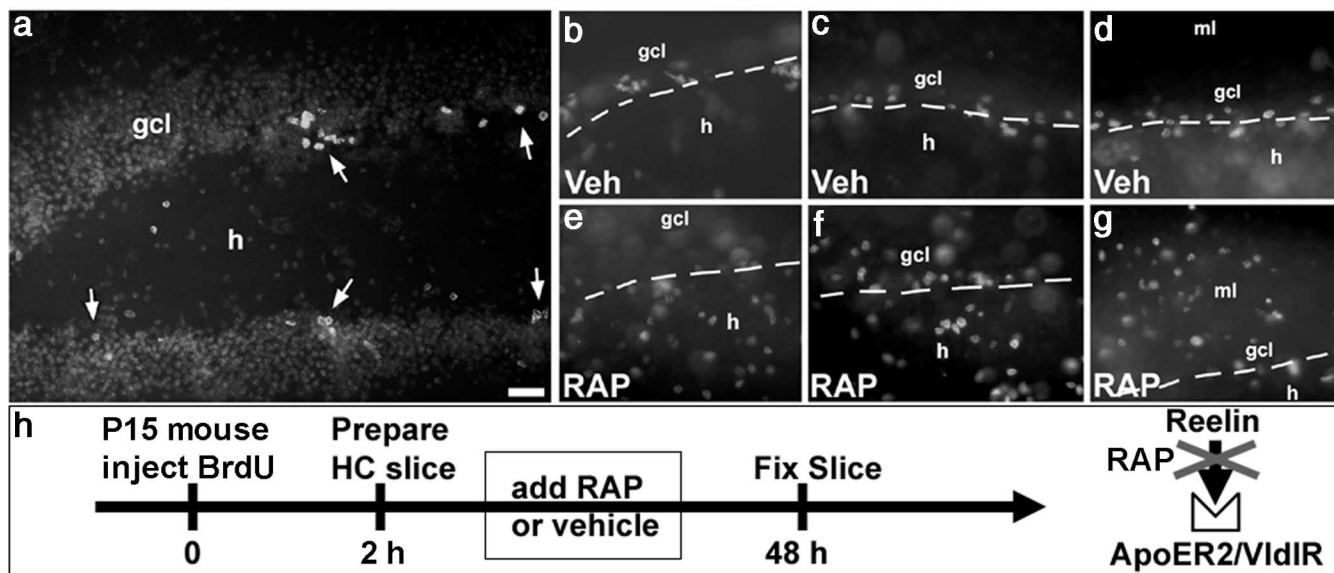 a
gcl
h
b
gcl
h
Veh
c
gcl
h
Veh
d
ml
gcl
h
Veh
e
gcl
h
RAP
f
gcl
h
RAP
g
ml
gcl
h
RAP
h
P15 mouse
inject BrdU
Prepare
HC slice
add RAP
or vehicle
Fix Slice
0
2 h
48 h
Reelin
RAP
ApoER2/VldlR